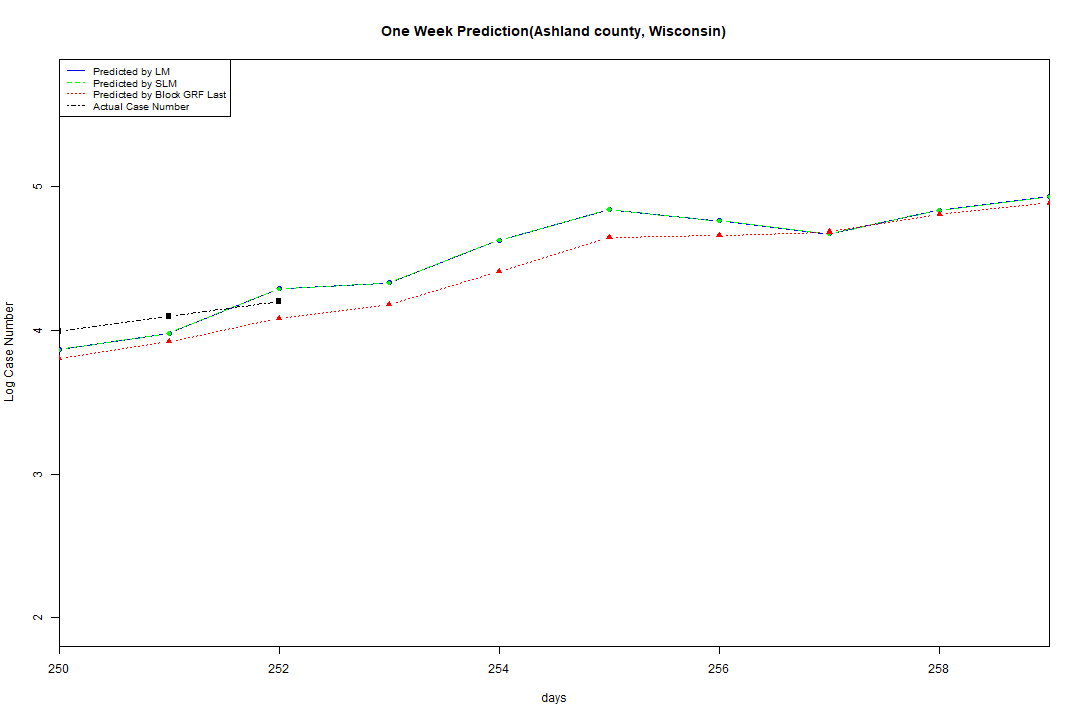 One Week Prediction(Ashland county, Wisconsin)
Predicted by LM
Predicted by SLM
Predicted by Block GRF Last
Actual Case Number
5
4
3
2
Log Case Number
250 252 254 256 258
days